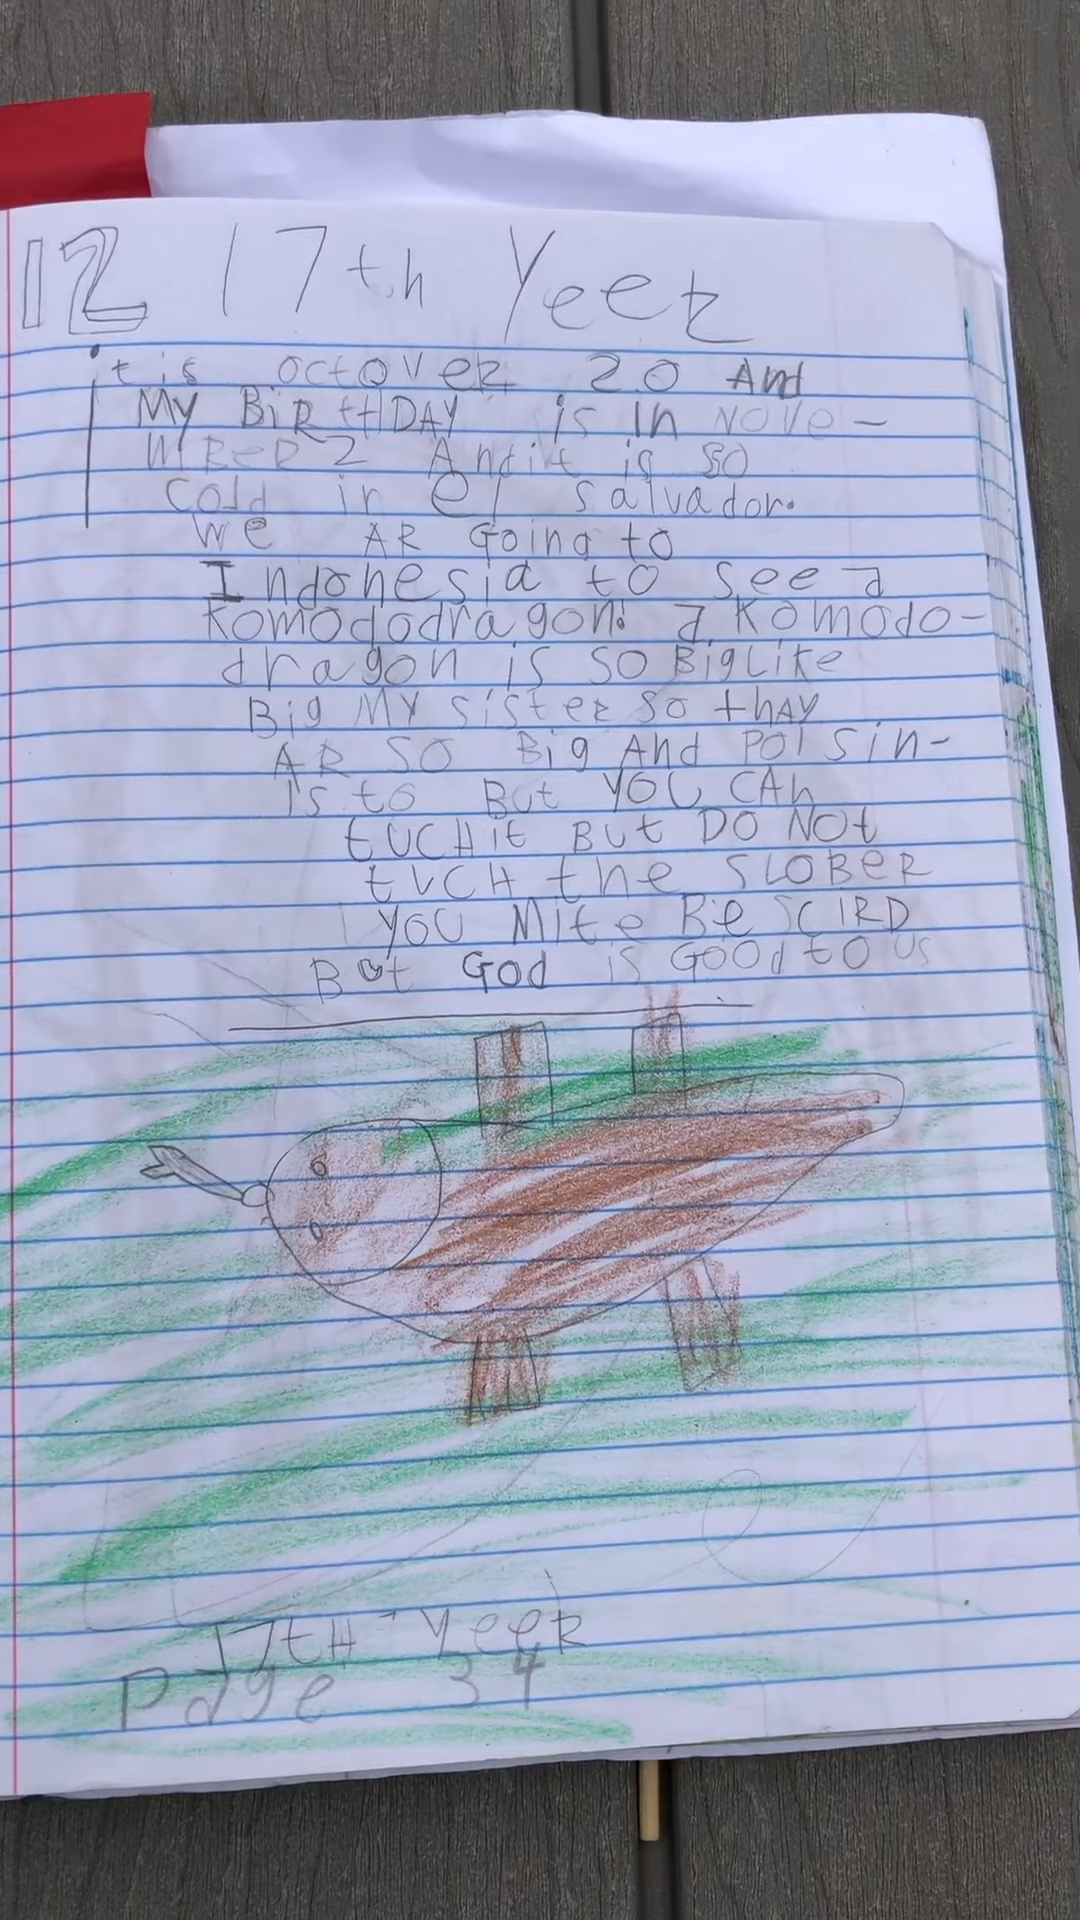 12 17th Yeer
it is octover 20 And
My BiRthDAY is in Nove-
mBeR 2 And it is so
cold in el salvador.
we AR Going to
Indonesia to see a
Komododragon! a Komodo-
dragon is so Big Like
Big MY sister so thAY
AR so Big And Poisin-
is to But YOU CAn
tUCH it But DO NOt
tUCH the SLOBeR
YOU Mite Be SCIRD
But God is Good to us
17tH Yeer
Page 34